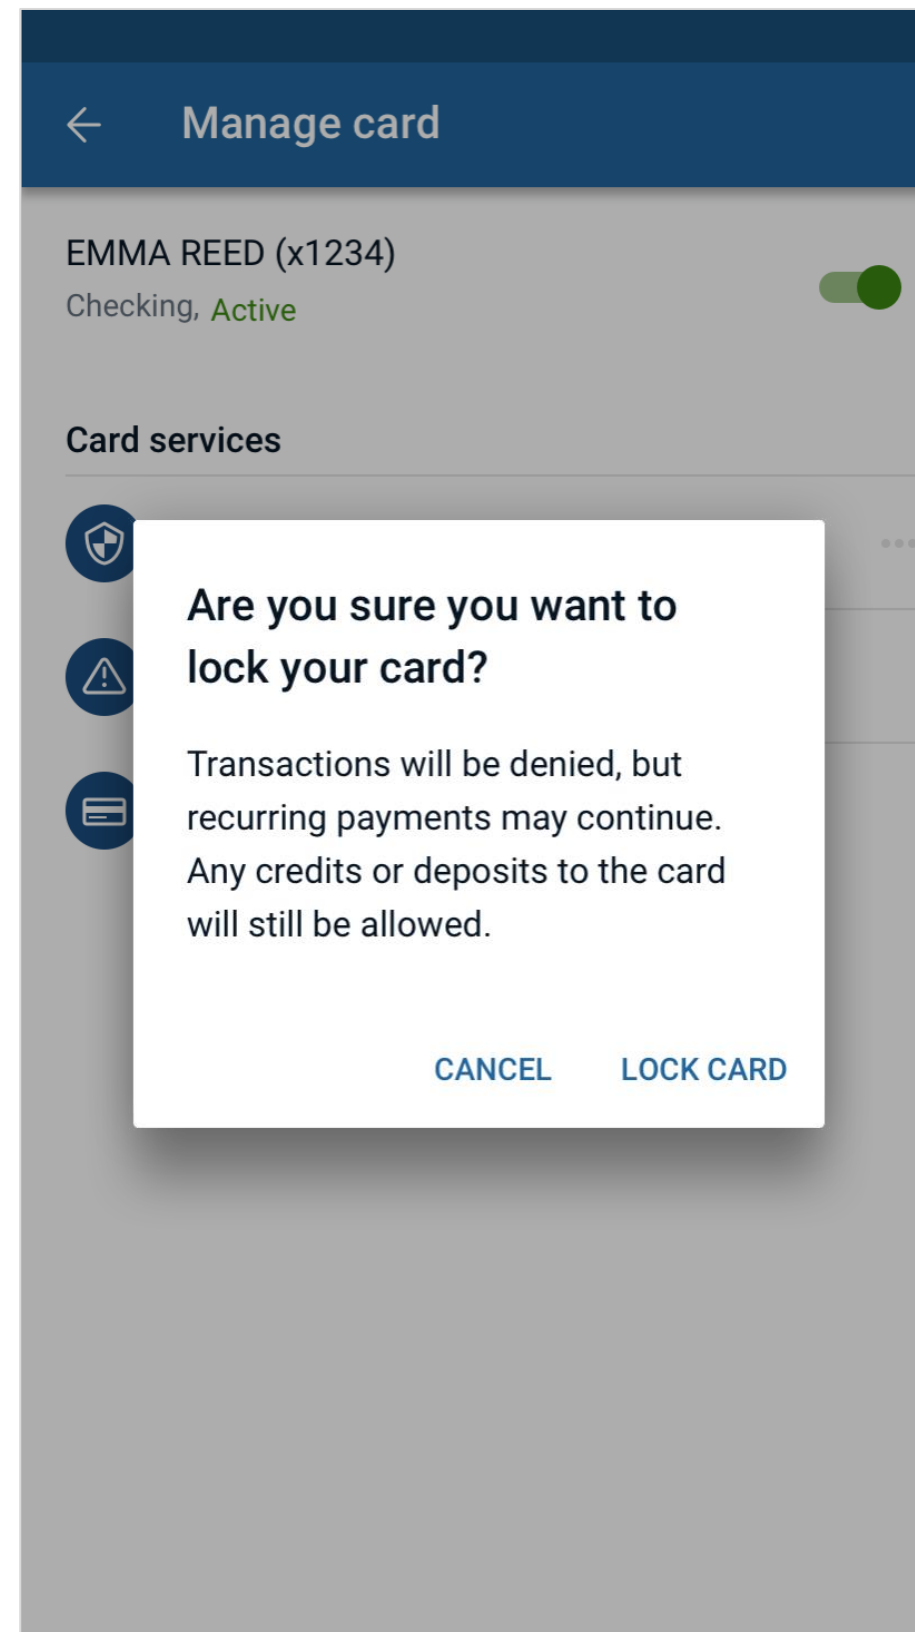 Manage card
EMMA REED (x1234)
Checking, Active
Card services
Are you sure you want to
lock your card?
Transactions will be denied, but
recurring payments may continue.
Any credits or deposits to the card
will still be allowed.
CANCEL LOCK CARD